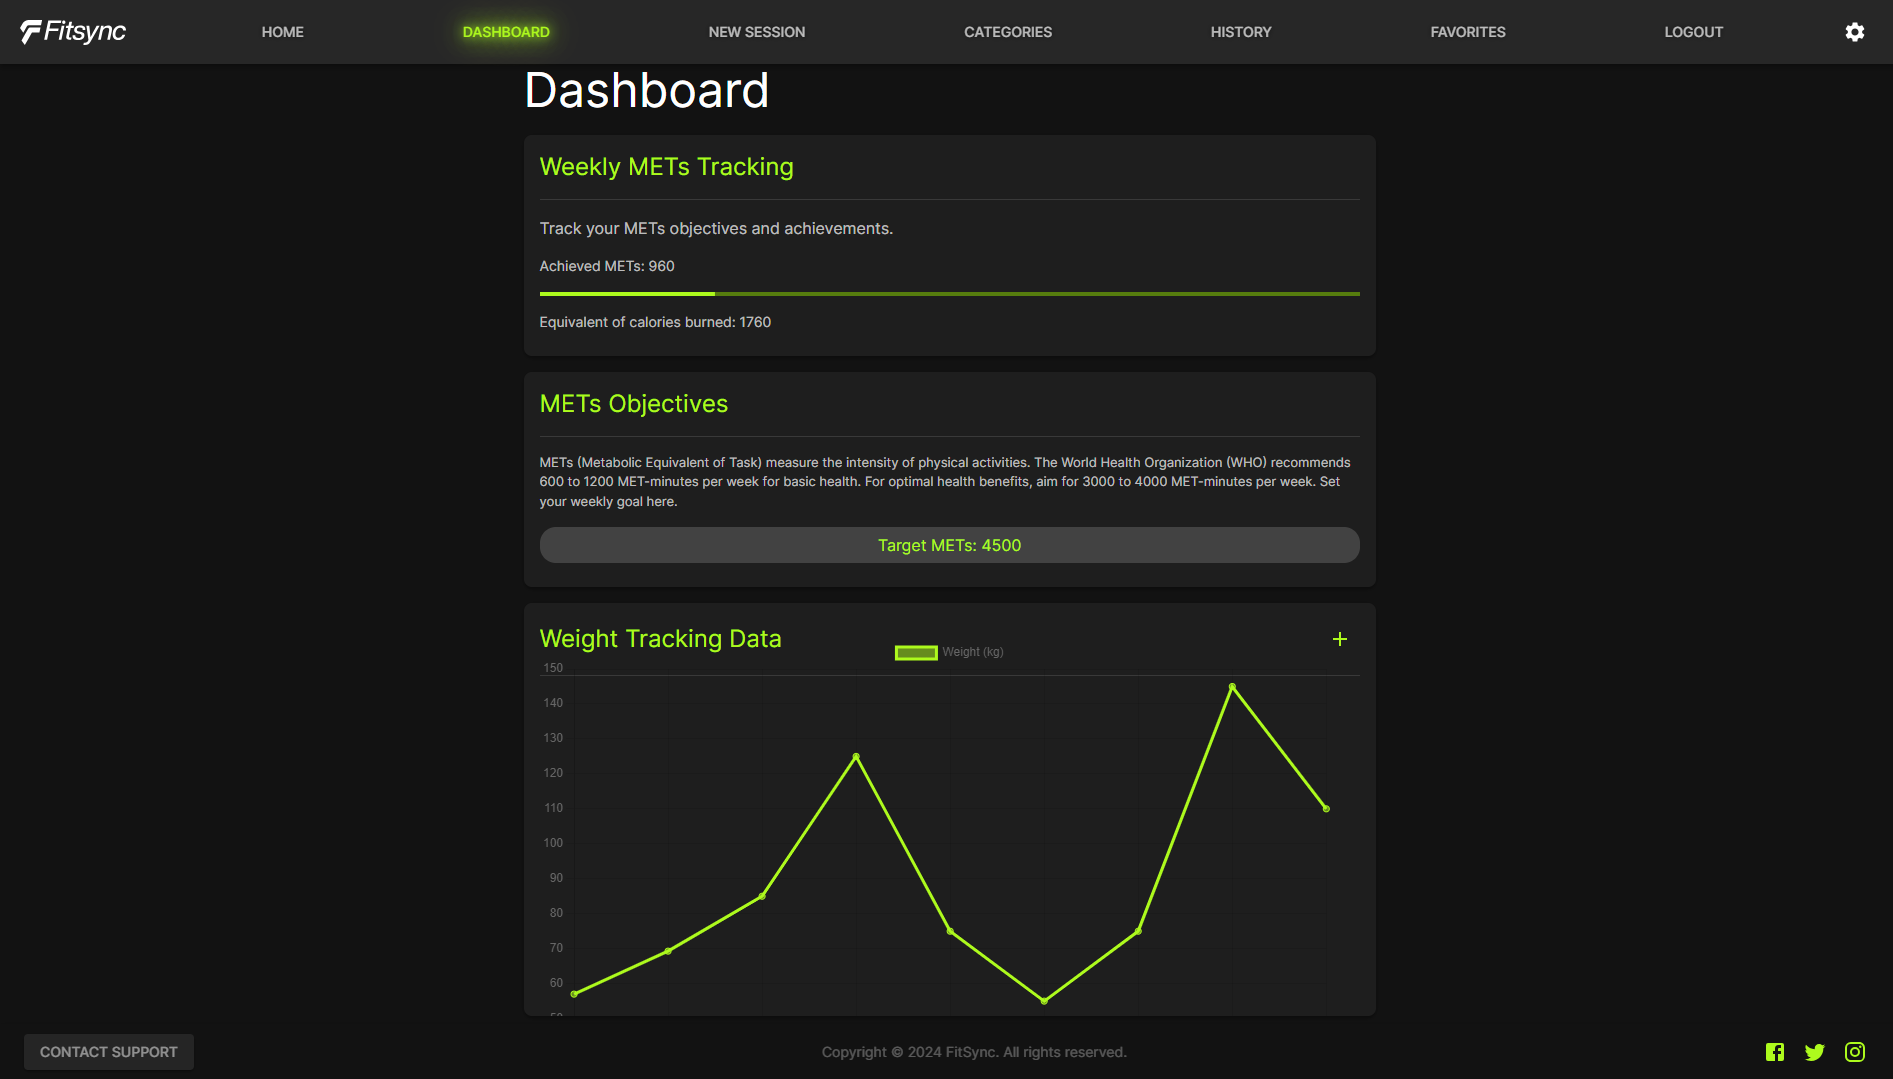 Fitsync
HOME
DASHBOARD
NEW SESSION
CATEGORIES
HISTORY
FAVORITES
LOGOUT
Dashboard
Weekly METs Tracking
Track your METs objectives and achievements.
Achieved METs: 960
Equivalent of calories burned: 1760
METs Objectives
METs (Metabolic Equivalent of Task) measure the intensity of physical activities. The World Health Organization (WHO) recommends
600 to 1200 MET-minutes per week for basic health. For optimal health benefits, aim for 3000 to 4000 MET-minutes per week. Set
your weekly goal here.
Target METs: 4500
Weight Tracking Data
Weight (kg)
150
140
130
120
110
100
90
80
70
60
CONTACT SUPPORT
Copyright © 2024 FitSync. All rights reserved.